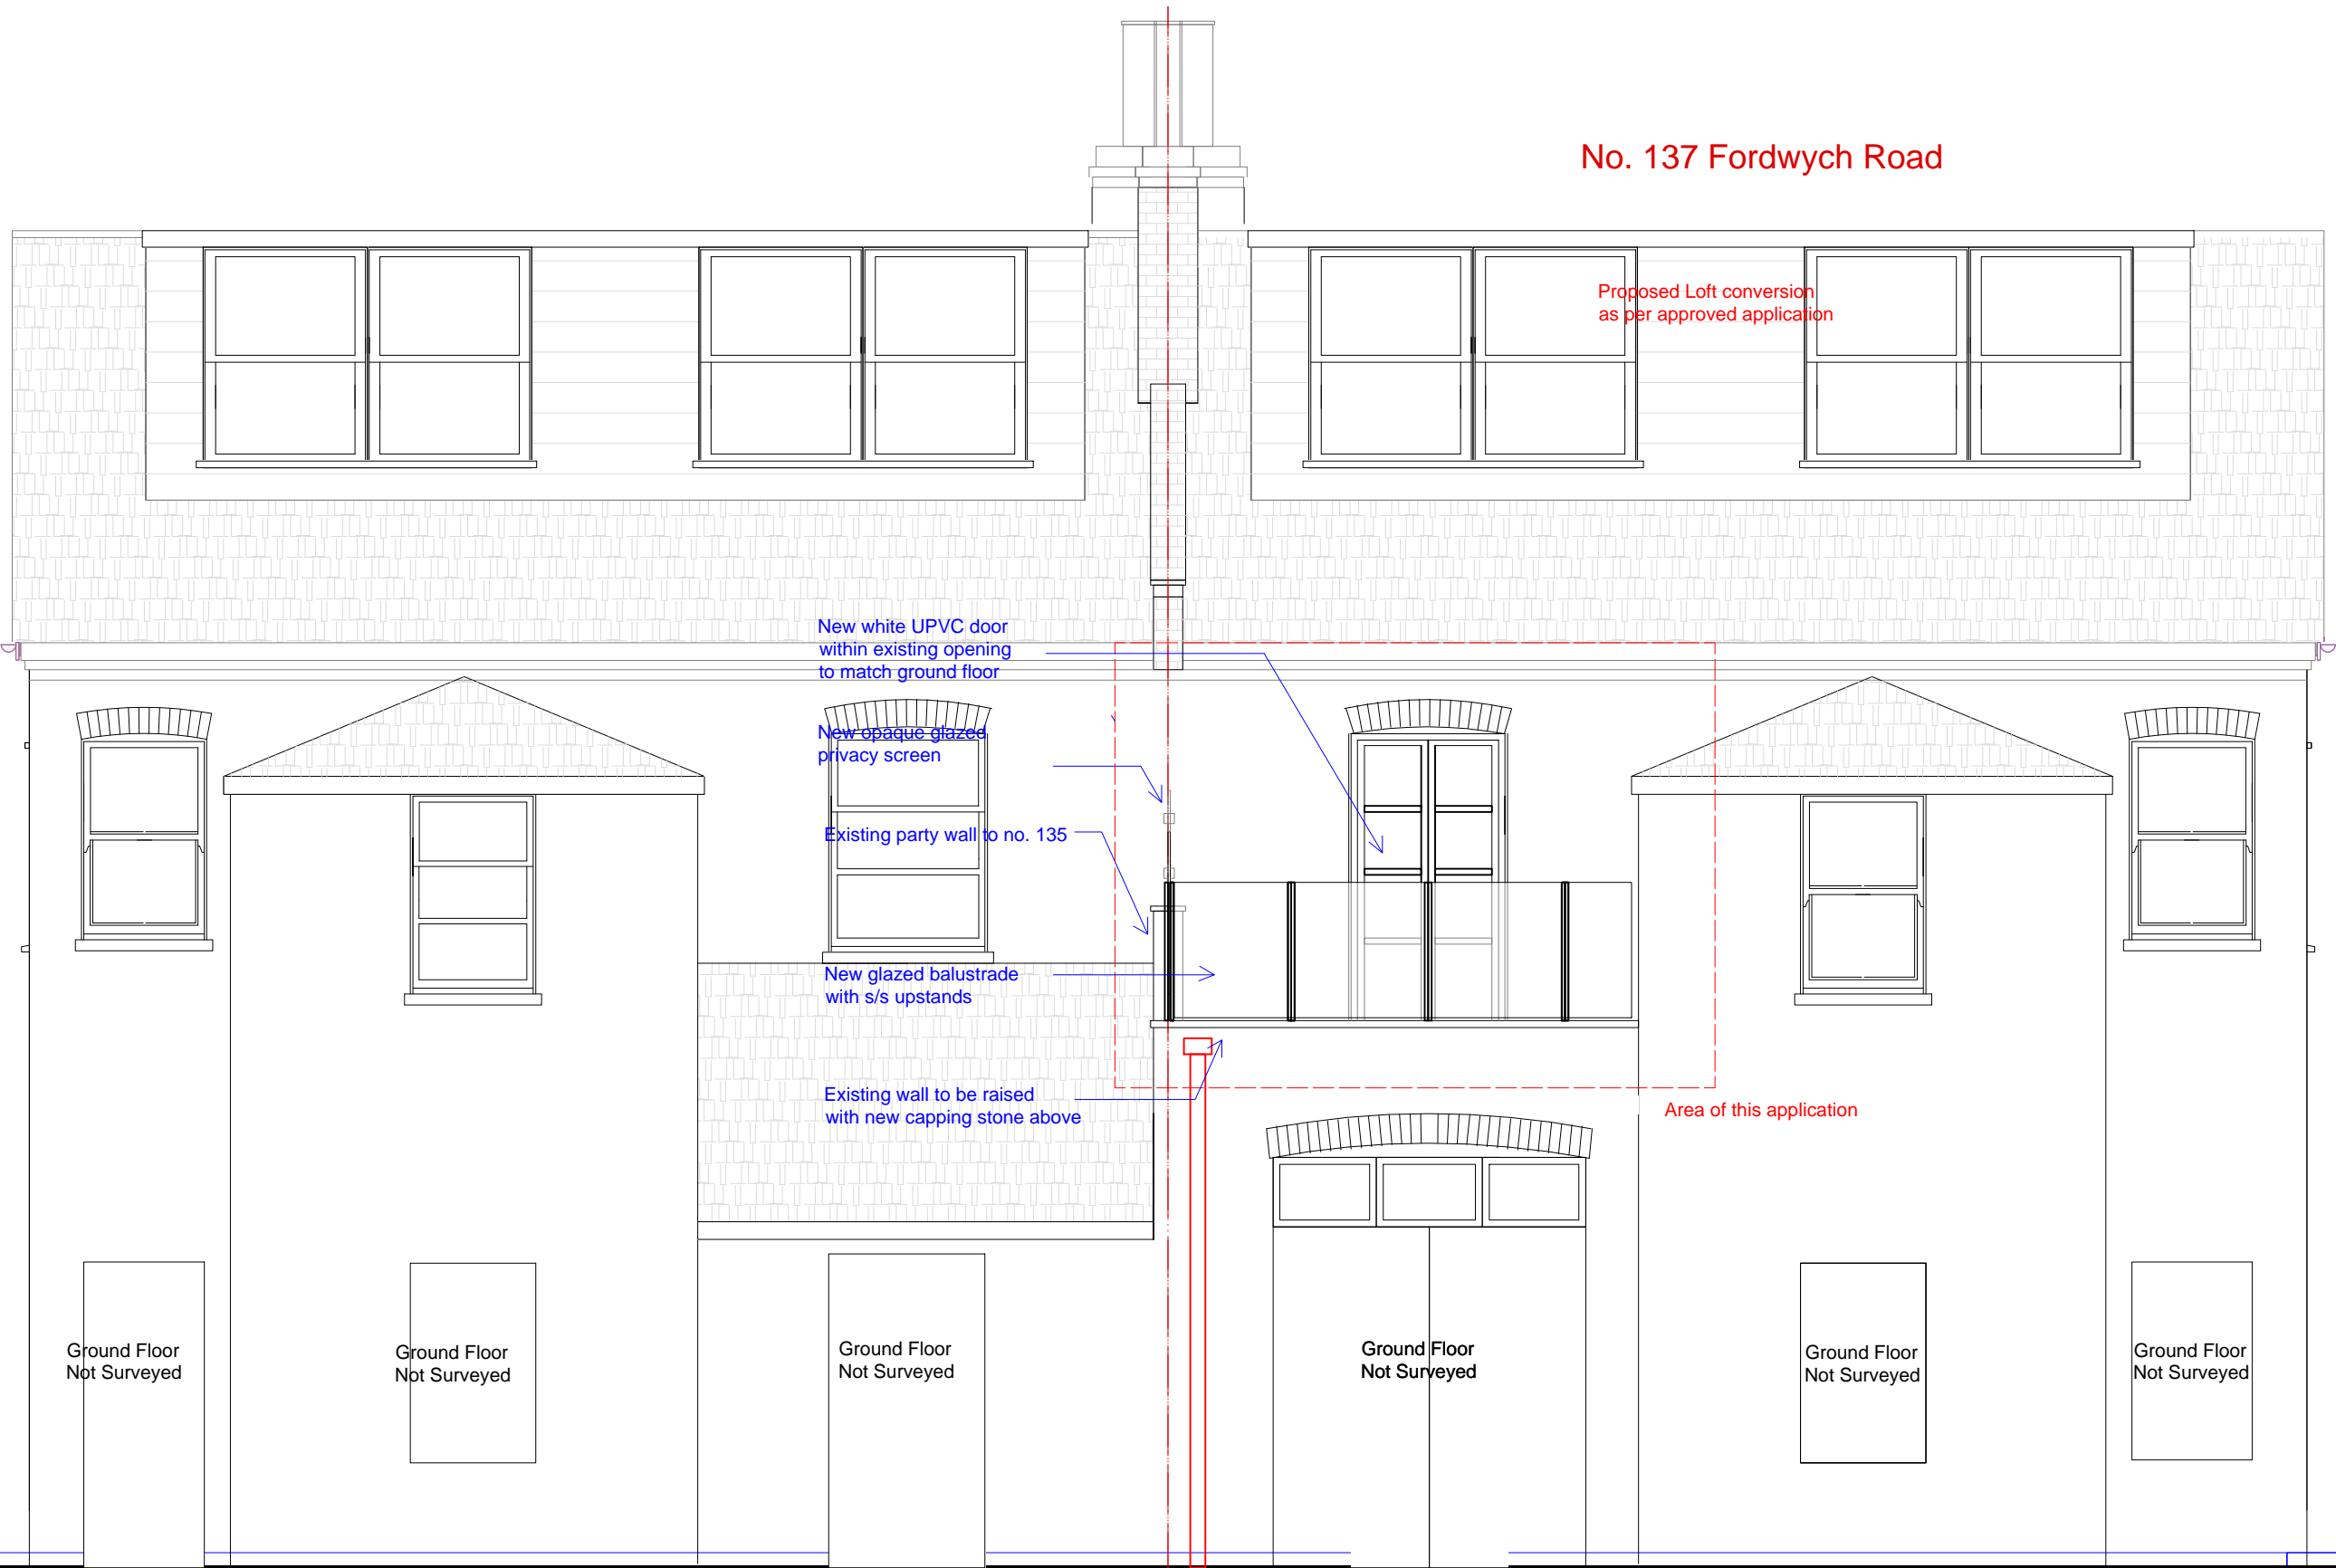 No. 137 Fordwych Road
Proposed Loft conversion
as per approved application
New white UPVC door
within existing opening
to match ground floor
New opaque glazed
privacy screen
Existing party wall to no. 135
New glazed balustrade
with s/s upstands
Existing wall to be raised
with new capping stone above
Area of this application
Ground Floor
Not Surveyed
Ground Floor
Not Surveyed
Ground Floor
Not Surveyed
Ground Floor
Not Surveyed
Ground Floor
Not Surveyed
Ground Floor
Not Surveyed